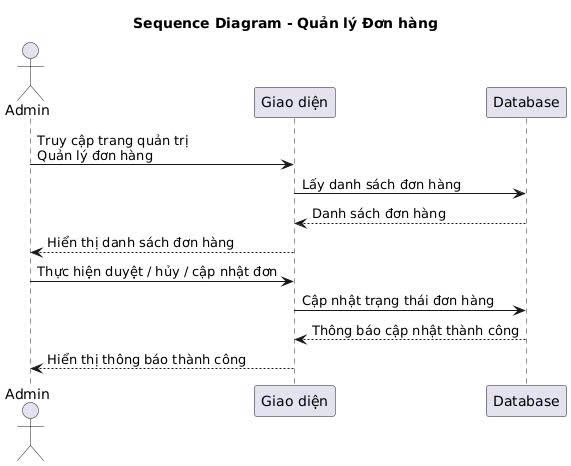 Sequence Diagram - Quản lý Đơn hàng
Admin
Giao diện
Database
Truy cập trang quản trị
Quản lý đơn hàng
Lấy danh sách đơn hàng
Danh sách đơn hàng
Hiển thị danh sách đơn hàng
Thực hiện duyệt / hủy / cập nhật đơn
Cập nhật trạng thái đơn hàng
Thông báo cập nhật thành công
Hiển thị thông báo thành công
Admin
Giao diện
Database